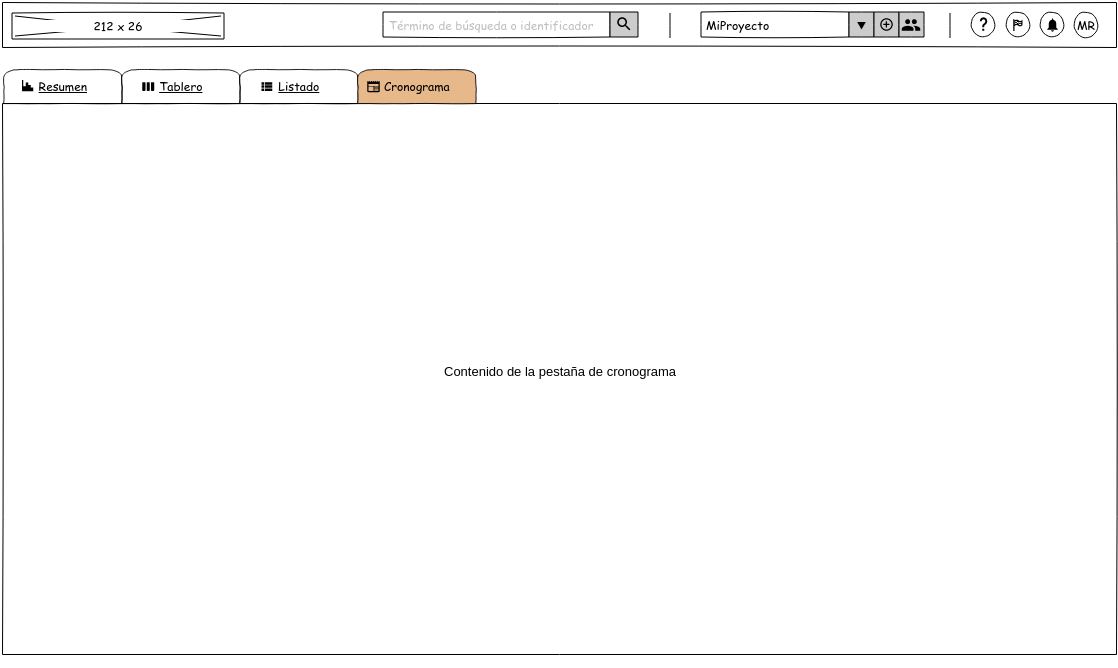 212 x 26
Término de búsqueda o identificador
MiProyecto
?
MR
Resumen
Tablero
Listado
Cronograma
Contenido de la pestaña de cronograma